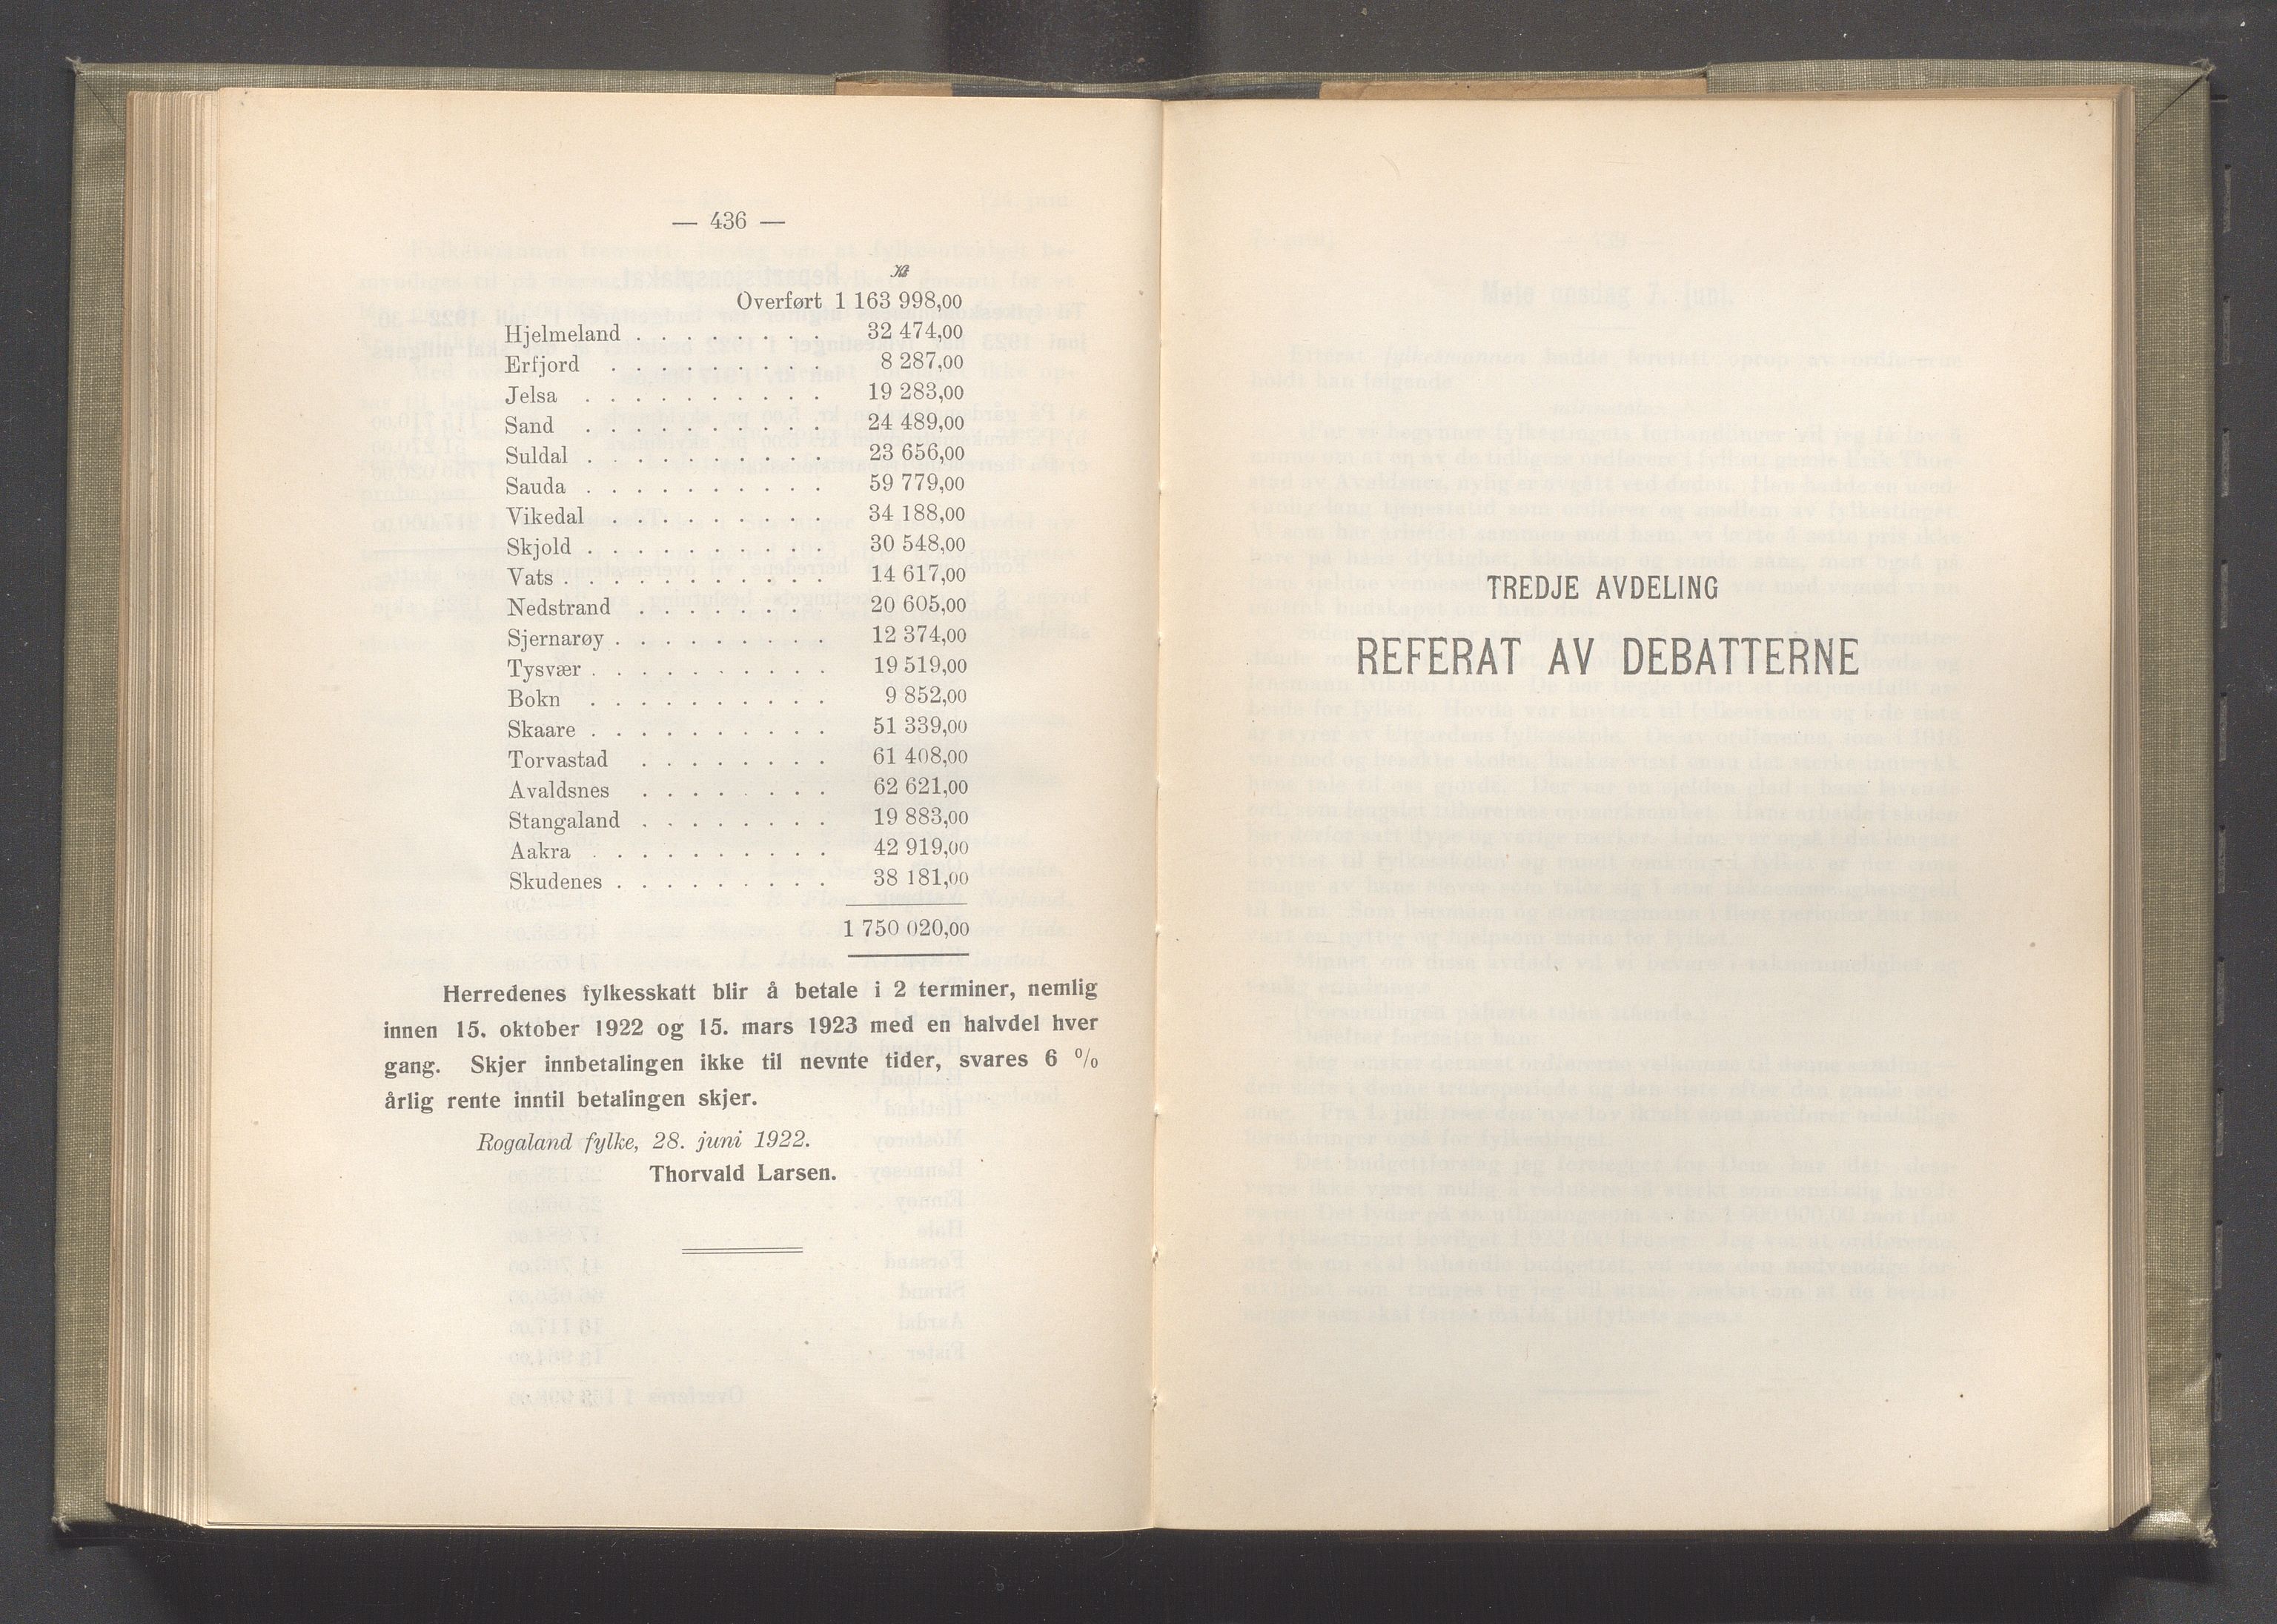 — 436 —
Kr.
Overført 1 163 998,00
Hjelmeland . . . . . . . . 32 474,00
Erfjord . . . . . . . . . 8 287,00
Jelsa . . . . . . . . . . 19 283,00
Sand . . . . . . . . . . 24 489,00
Suldal . . . . . . . . . . 23 656,00
Sauda . . . . . . . . . . 59 779,00
Vikedal . . . . . . . . . 34 188,00
Skjold . . . . . . . . . . 30 548,00
Vats . . . . . . . . . . . 14 617,00
Nedstrand . . . . . . . . 20 605,00
Sjernarøy . . . . . . . . . 12 374,00
Tysvær . . . . . . . . . . 19 519,00
Bokn . . . . . . . . . . 9 852,00
Skaare . . . . . . . . . . 51 339,00
Torvastad . . . . . . . . 61 408,00
Avaldsnes . . . . . . . . 62 621,00
Stangaland . . . . . . . . 19 883,00
Aakra . . . . . . . . . . 42 919,00
Skudenes . . . . . . . . . 38 181,00
1 750 020,00
Herredenes fylkesskatt blir å betale i 2 terminer, nemlig
innen 15. oktober 1922 og 15. mars 1923 med en halvdel hver
gang. Skjer innbetalingen ikke til nevnte tider, svares 6 %
årlig rente inntil betalingen skjer.
Rogaland fylke, 28. juni 1922.
Thorvald Larsen.
TREDJE AVDELING
REFERAT AV DEBATTERNE